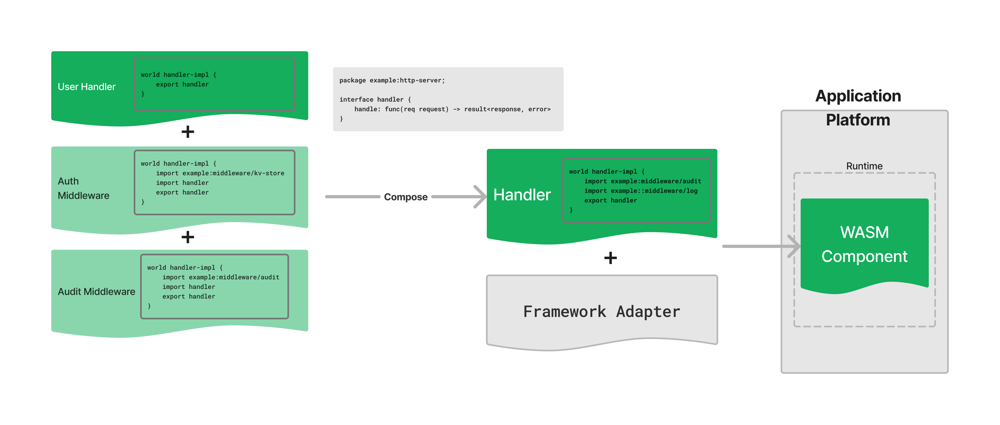 User Handler
world handler-impl {
    export handler
}
+
Auth
Middleware
world handler-impl {
    import example:middleware/kv-store
    import handler
    export handler
}
+
Audit Middleware
world handler-impl {
    import example:middleware/audit
    import handler
    export handler
}
package example:http-server;
interface handler {
    handle: func(req request) -> result<response, error>
}
Compose
Handler
world handler-impl {
    import example:middleware/audit
    import example::middleware/log
    export handler
}
+
Framework Adapter
Application
Platform
Runtime
WASM
Component